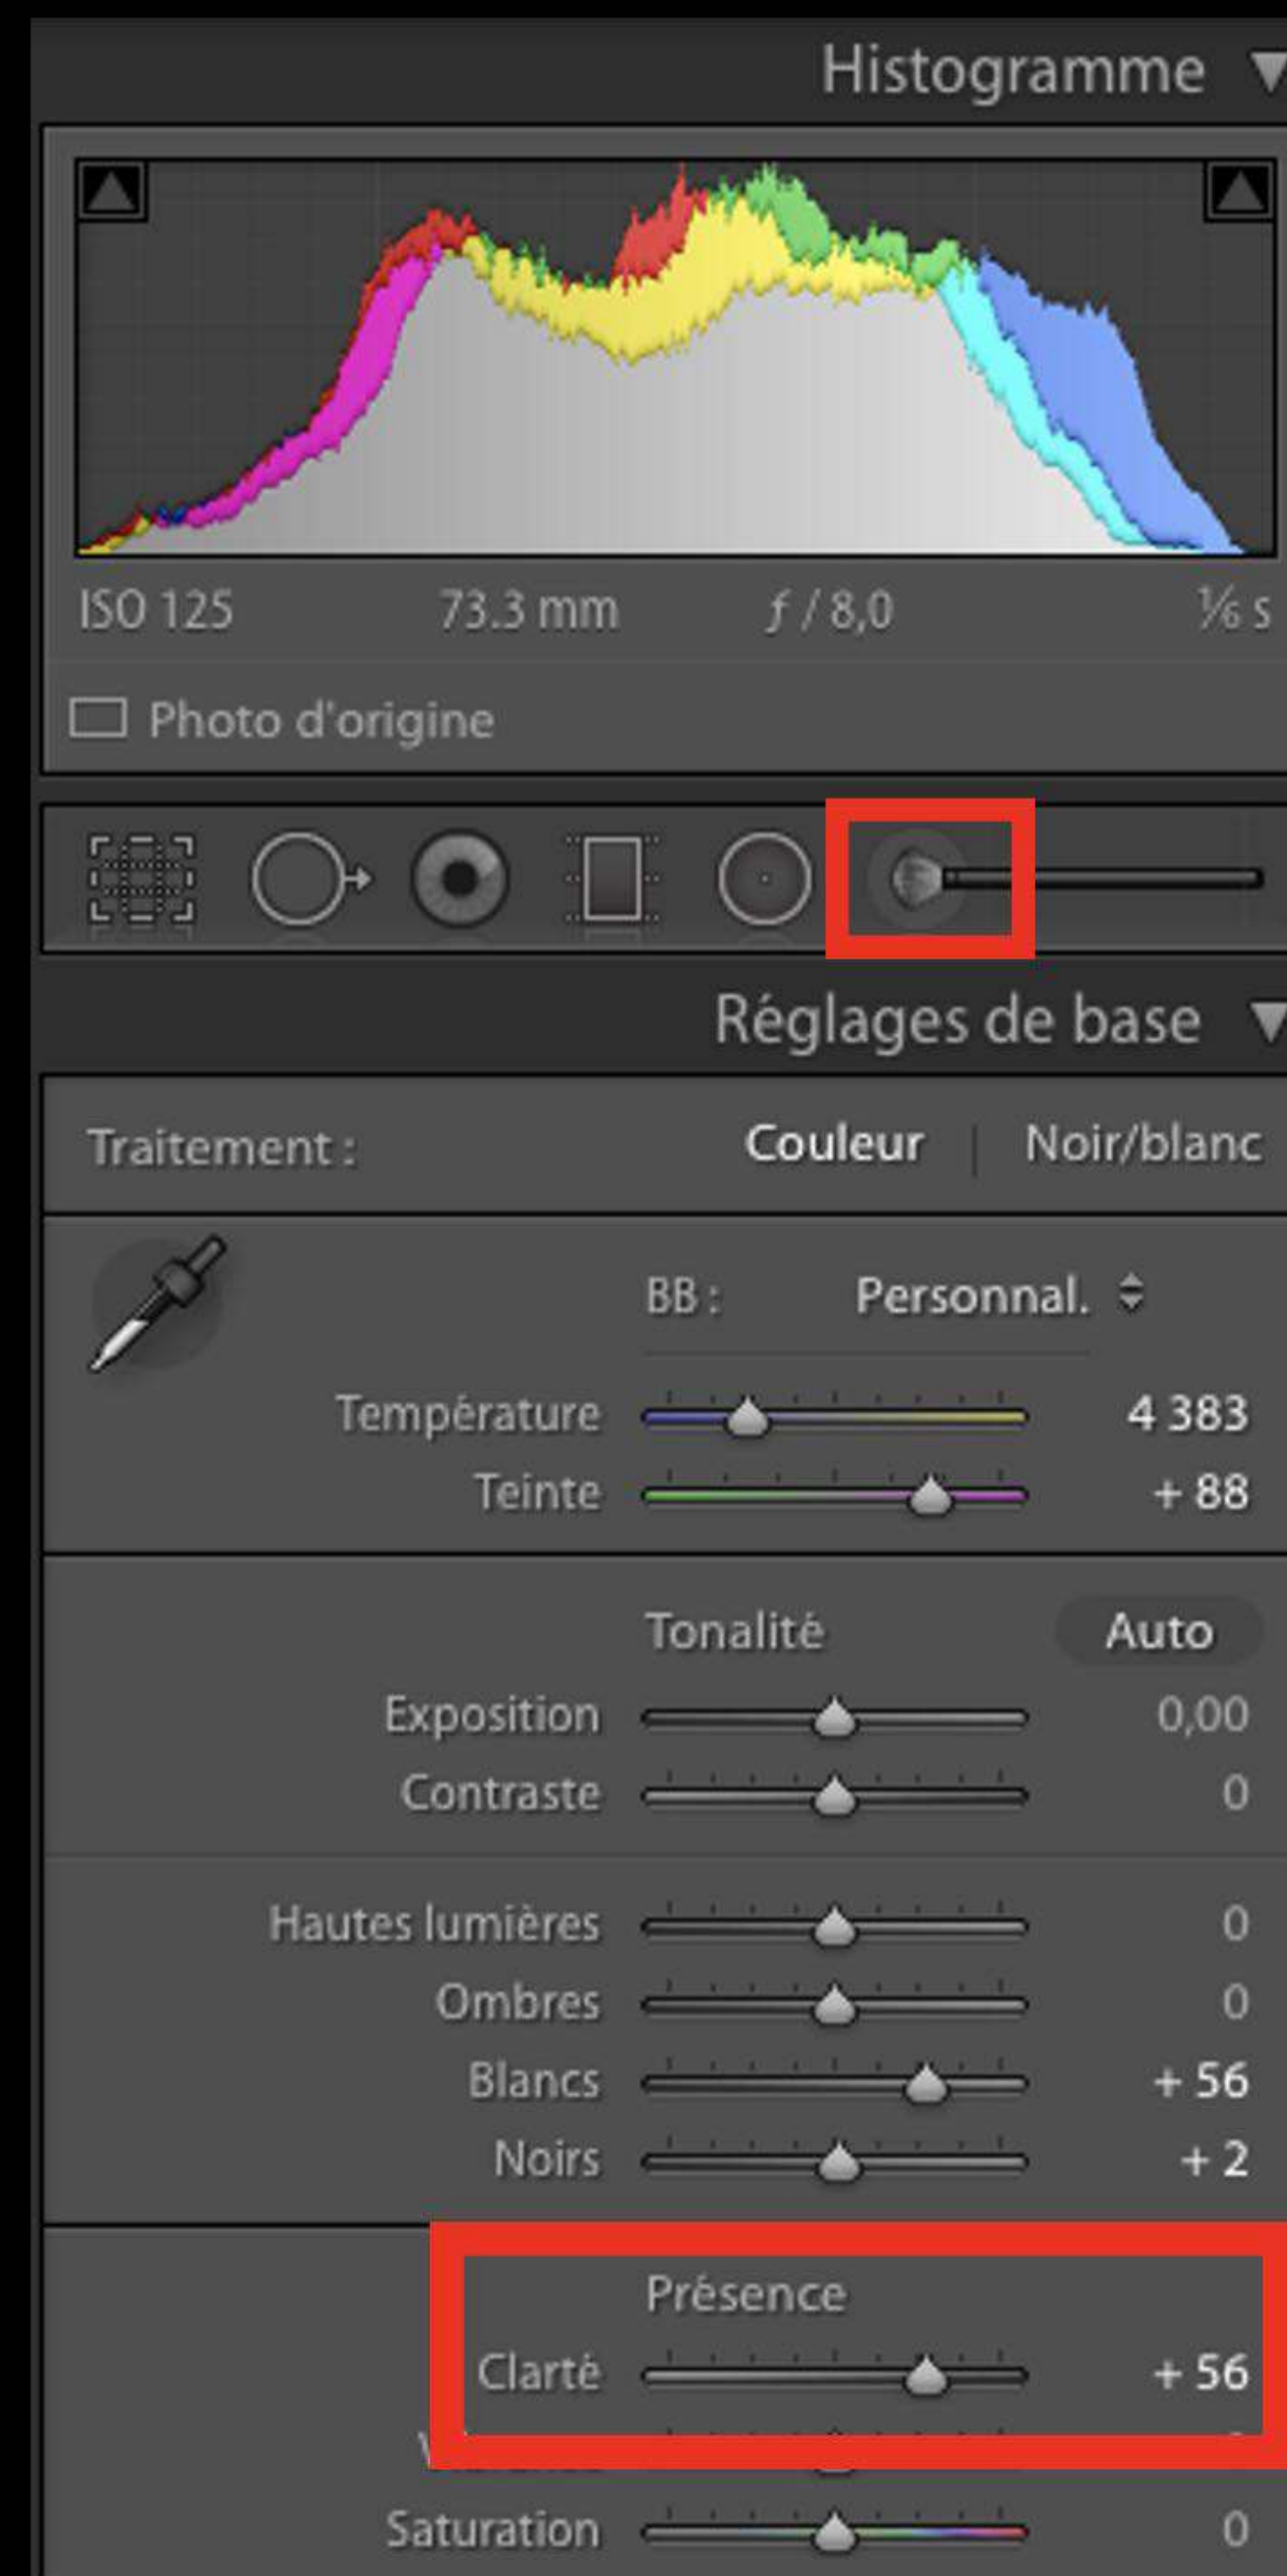 Histogramme
ISO 125 73.3 mm ƒ / 8,0 ⅙ s
Photo d'origine
Réglages de base
Traitement : Couleur | Noir/blanc
BB : Personnal.
Température 4 383
Teinte + 88
Tonalité Auto
Exposition 0,00
Contraste 0
Hautes lumières 0
Ombres 0
Blancs + 56
Noirs + 2
Présence
Clarté + 56
Saturation 0